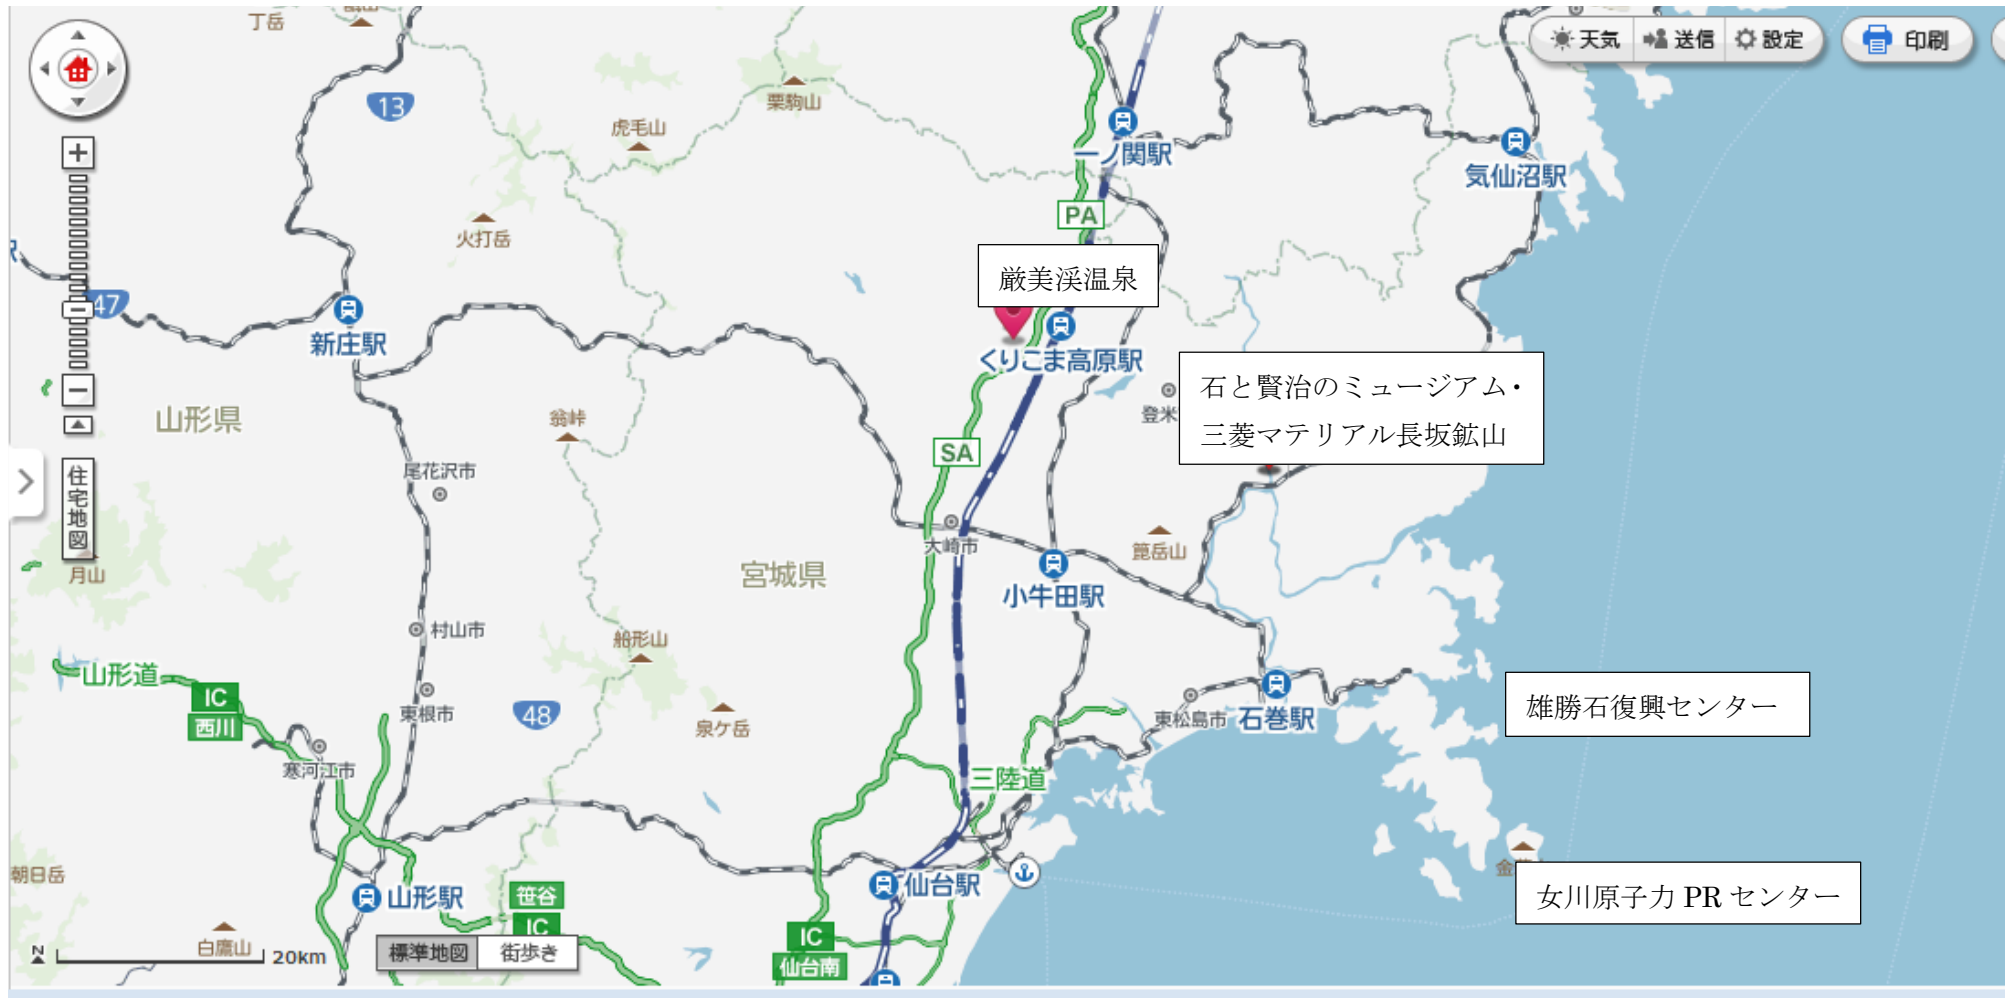 丁岳
天気
送信
設定
印刷
13
栗駒山
虎毛山
一ノ関駅
気仙沼駅
PA
火打岳
厳美渓温泉
47
新庄駅
くりこま高原駅
石と賢治のミュージアム・
三菱マテリアル長坂鉱山
登米
山形県
翁峠
SA
尾花沢市
住宅地図
大崎市
箟岳山
月山
宮城県
小牛田駅
村山市
船形山
山形道
IC
西川
東根市
48
泉ケ岳
東松島市
石巻駅
雄勝石復興センター
寒河江市
三陸道
朝日岳
山形駅
笹谷
IC
仙台駅
女川原子力 PR センター
白鷹山
N
20km
標準地図
街歩き
IC
仙台南